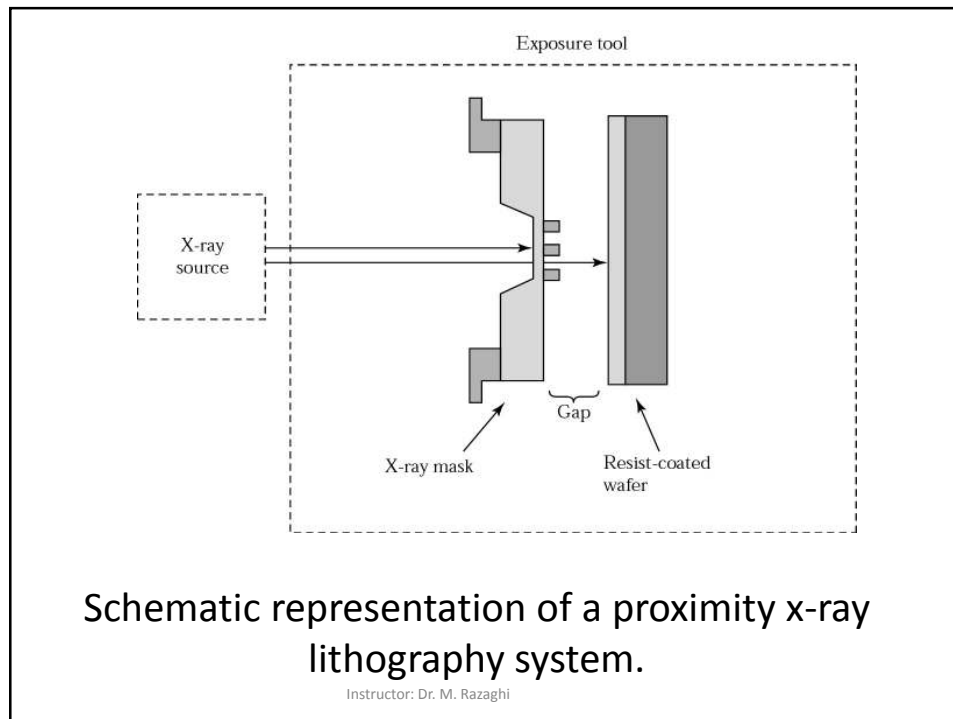 Exposure tool
X-ray
source
Gap
X-ray mask
Resist-coated
wafer
Schematic representation of a proximity x-ray
lithography system.
Instructor: Dr. M. Razaghi